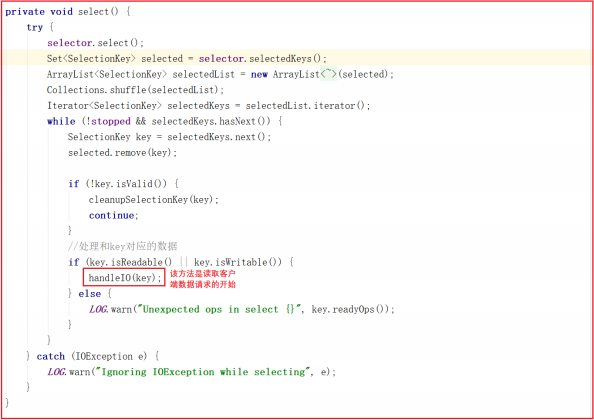 private void select() {
try {
selector.select();
Set<SelectionKey> selected = selector.selectedKeys();
ArrayList<SelectionKey> selectedList = new ArrayList<~>(selected);
Collections.shuffle(selectedList);
Iterator<SelectionKey> selectedKeys = selectedList.iterator();
while (!stopped && selectedKeys.hasNext()) {
SelectionKey key = selectedKeys.next();
selected.remove(key);
if (!key.isValid()) {
cleanupSelectionKey(key);
continue;
}
//处理和key对应的数据
if (key.isReadable() || key.isWritable()) {
handleIO(key); 该方法是读取客户
端数据请求的开始
} else {
LOG.warn("Unexpected ops in select {}", key.readyOps());
}
}
} catch (IOException e) {
LOG.warn("Ignoring IOException while selecting", e);
}
}